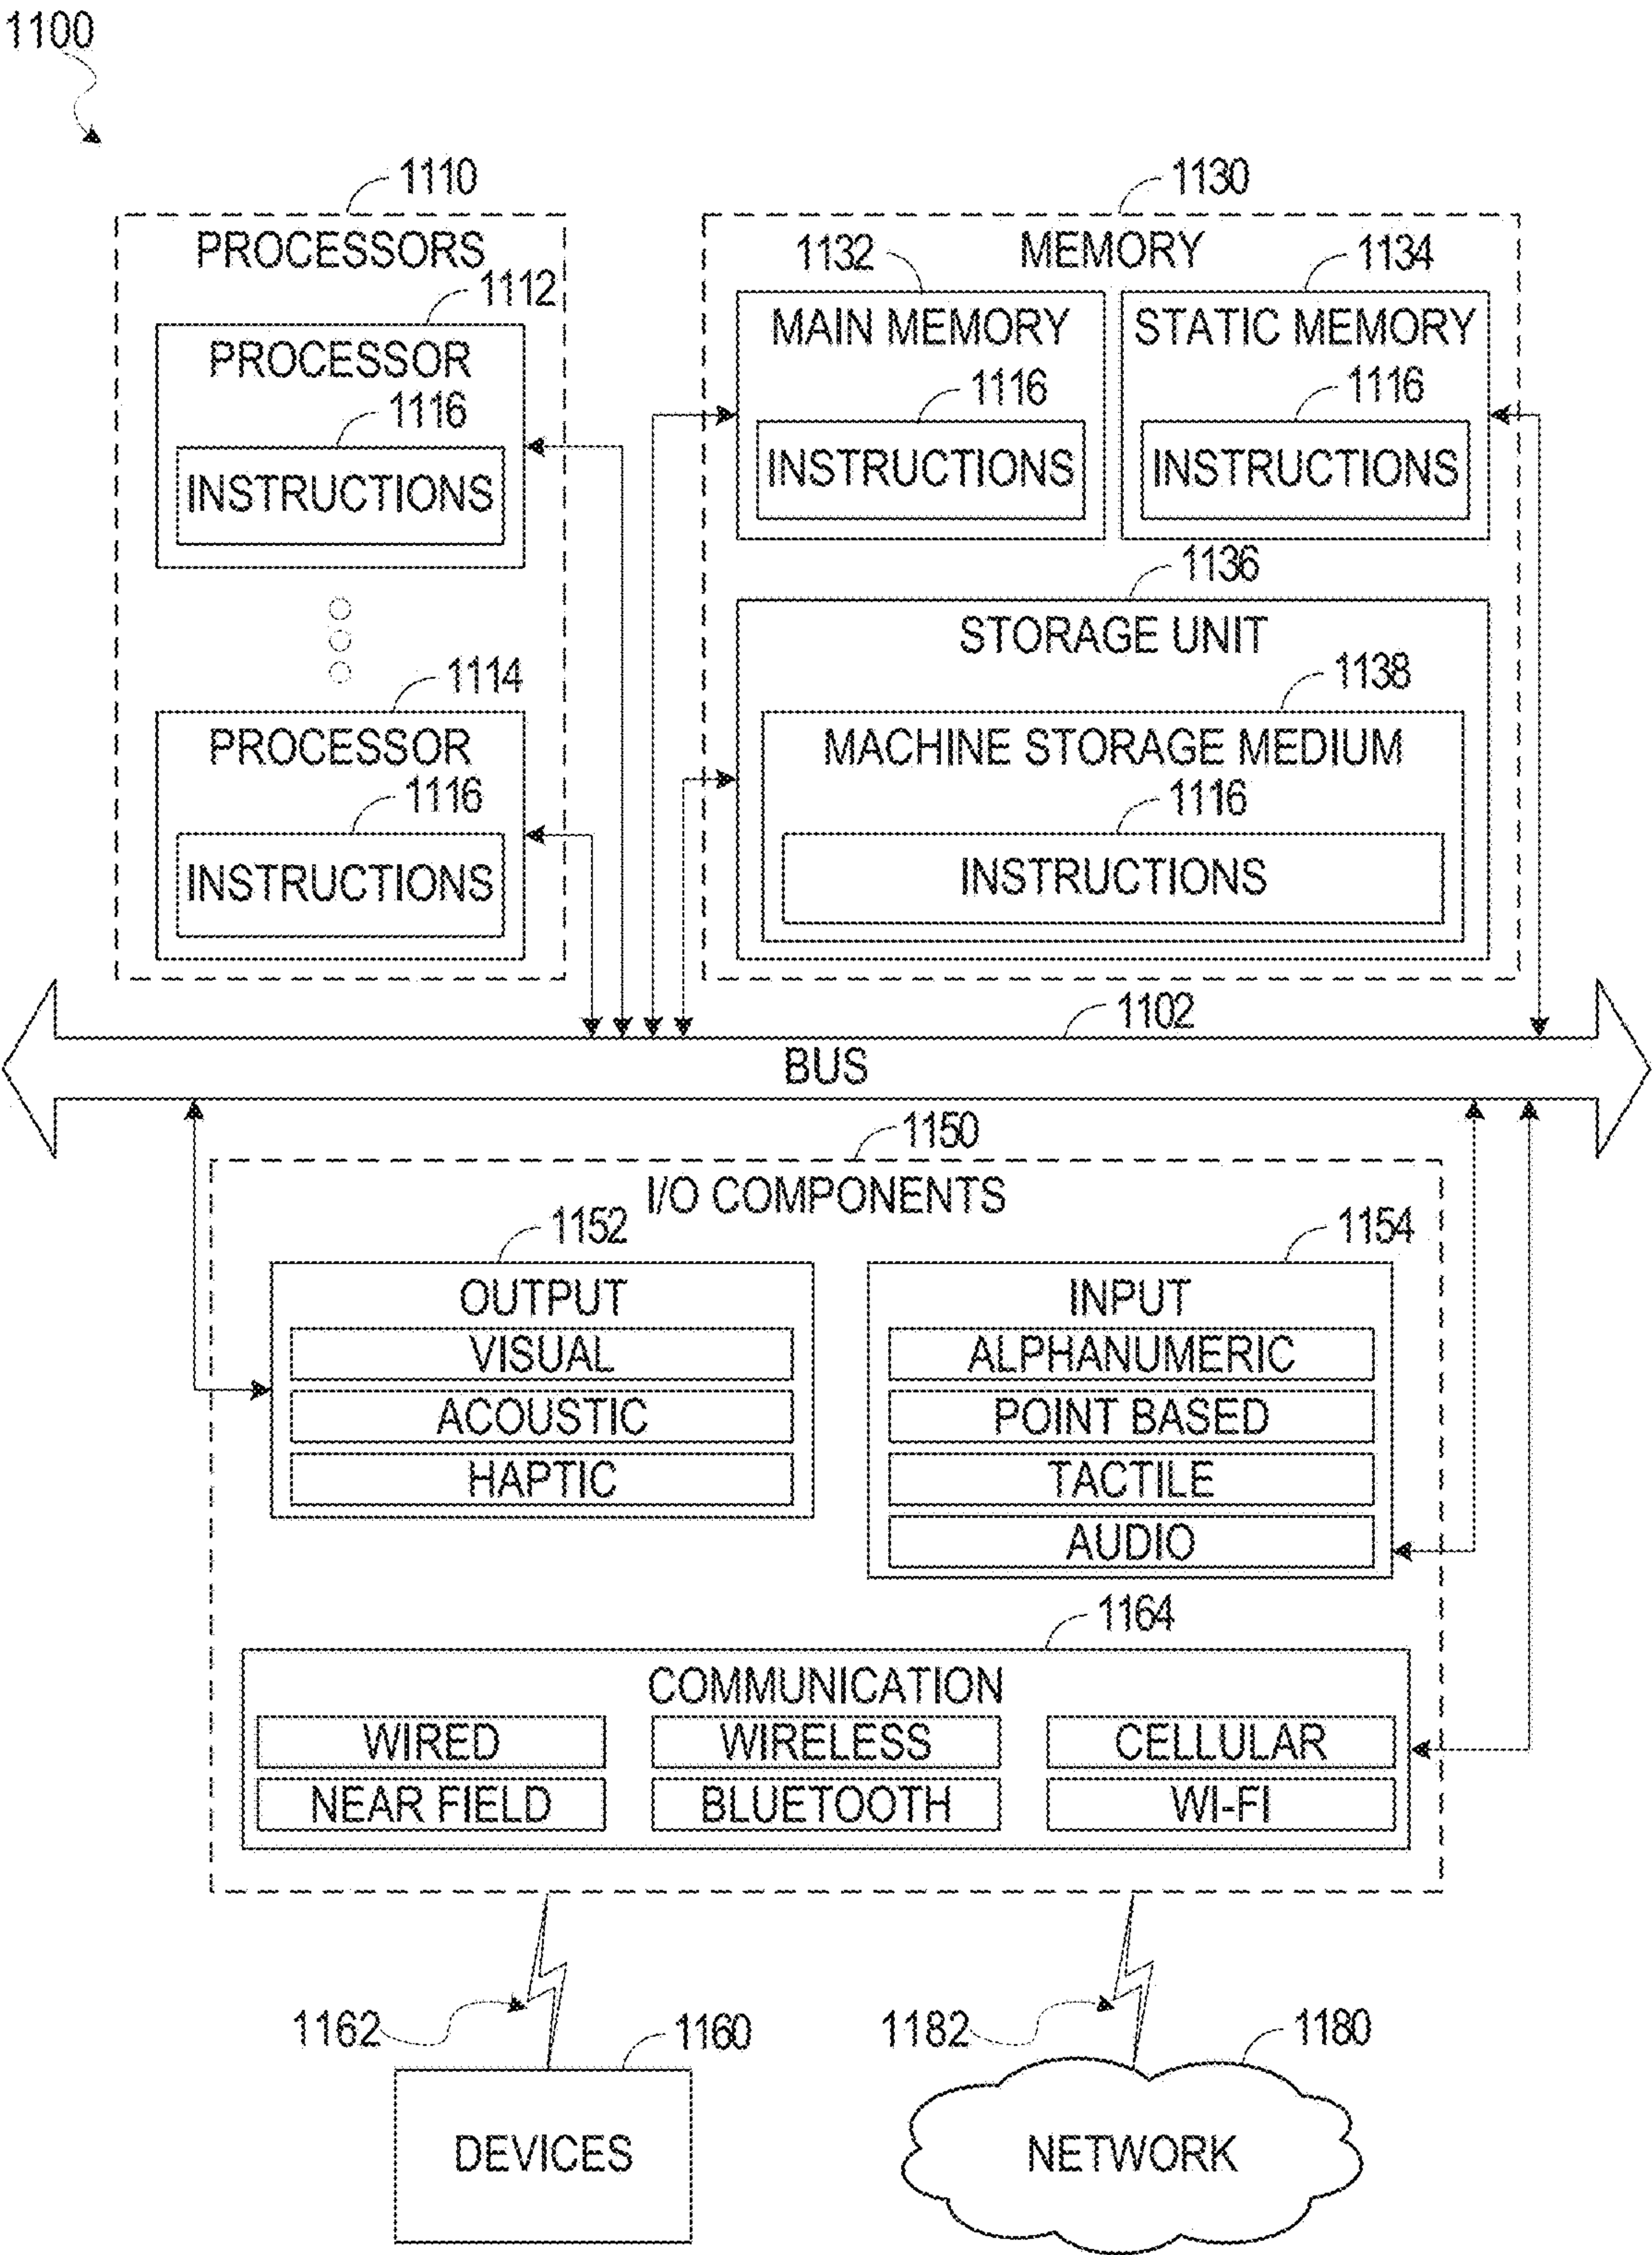 1100
1110
PROCESSORS
1112
PROCESSOR
1116
INSTRUCTIONS
1114
PROCESSOR
1116
INSTRUCTIONS
1130
MEMORY
1132
MAIN MEMORY
1116
INSTRUCTIONS
1134
STATIC MEMORY
1116
INSTRUCTIONS
1136
STORAGE UNIT
1138
MACHINE STORAGE MEDIUM
1116
INSTRUCTIONS
1102
BUS
1150
I/O COMPONENTS
1152
OUTPUT
VISUAL
ACOUSTIC
HAPTIC
1154
INPUT
ALPHANUMERIC
POINT BASED
TACTILE
AUDIO
1164
COMMUNICATION
WIRED
WIRELESS
CELLULAR
NEAR FIELD
BLUETOOTH
WI-FI
1162
1160
DEVICES
1182
1180
NETWORK